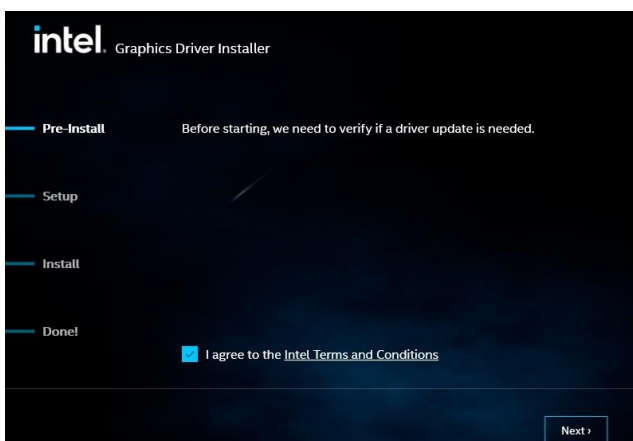 intel. Graphics Driver Installer
Pre-Install
Before starting, we need to verify if a driver update is needed.
Setup
Install
Done!
I agree to the Intel Terms and Conditions
Next ›